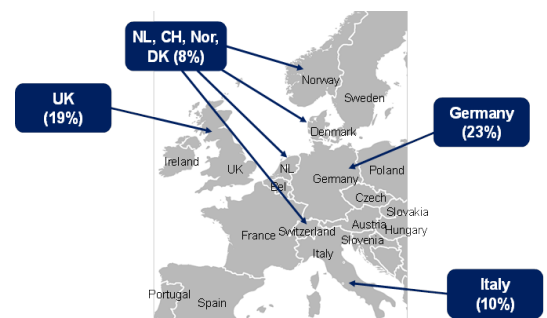 NL, CH, Nor,
DK (8%)
UK
(19%)
Germany
(23%)
Italy
(10%)
Norway
Sweden
Denmark
Ireland
UK
NL
Bel
Germany
Poland
Czech
Slovakia
Austria
Hungary
Switzerland
Slovenia
France
Italy
Portugal
Spain